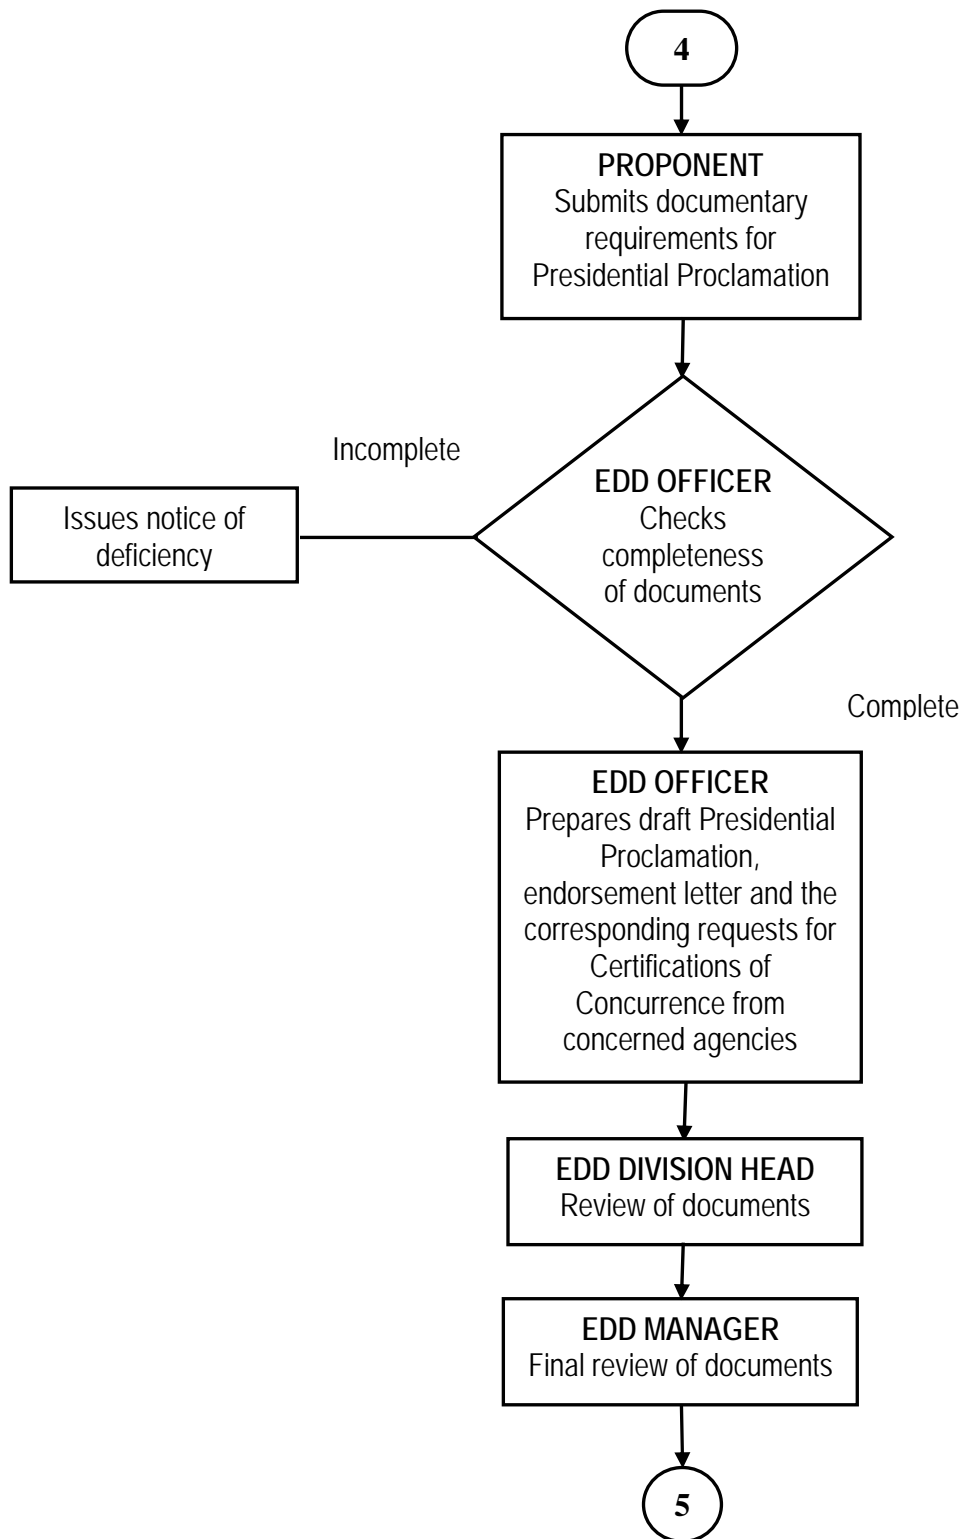 4
PROPONENT
Submits documentary
requirements for
Presidential Proclamation
Incomplete
EDD OFFICER
Checks
completeness
of documents
Issues notice of
deficiency
Complete
EDD OFFICER
Prepares draft Presidential
Proclamation,
endorsement letter and the
corresponding requests for
Certifications of
Concurrence from
concerned agencies
EDD DIVISION HEAD
Review of documents
EDD MANAGER
Final review of documents
5